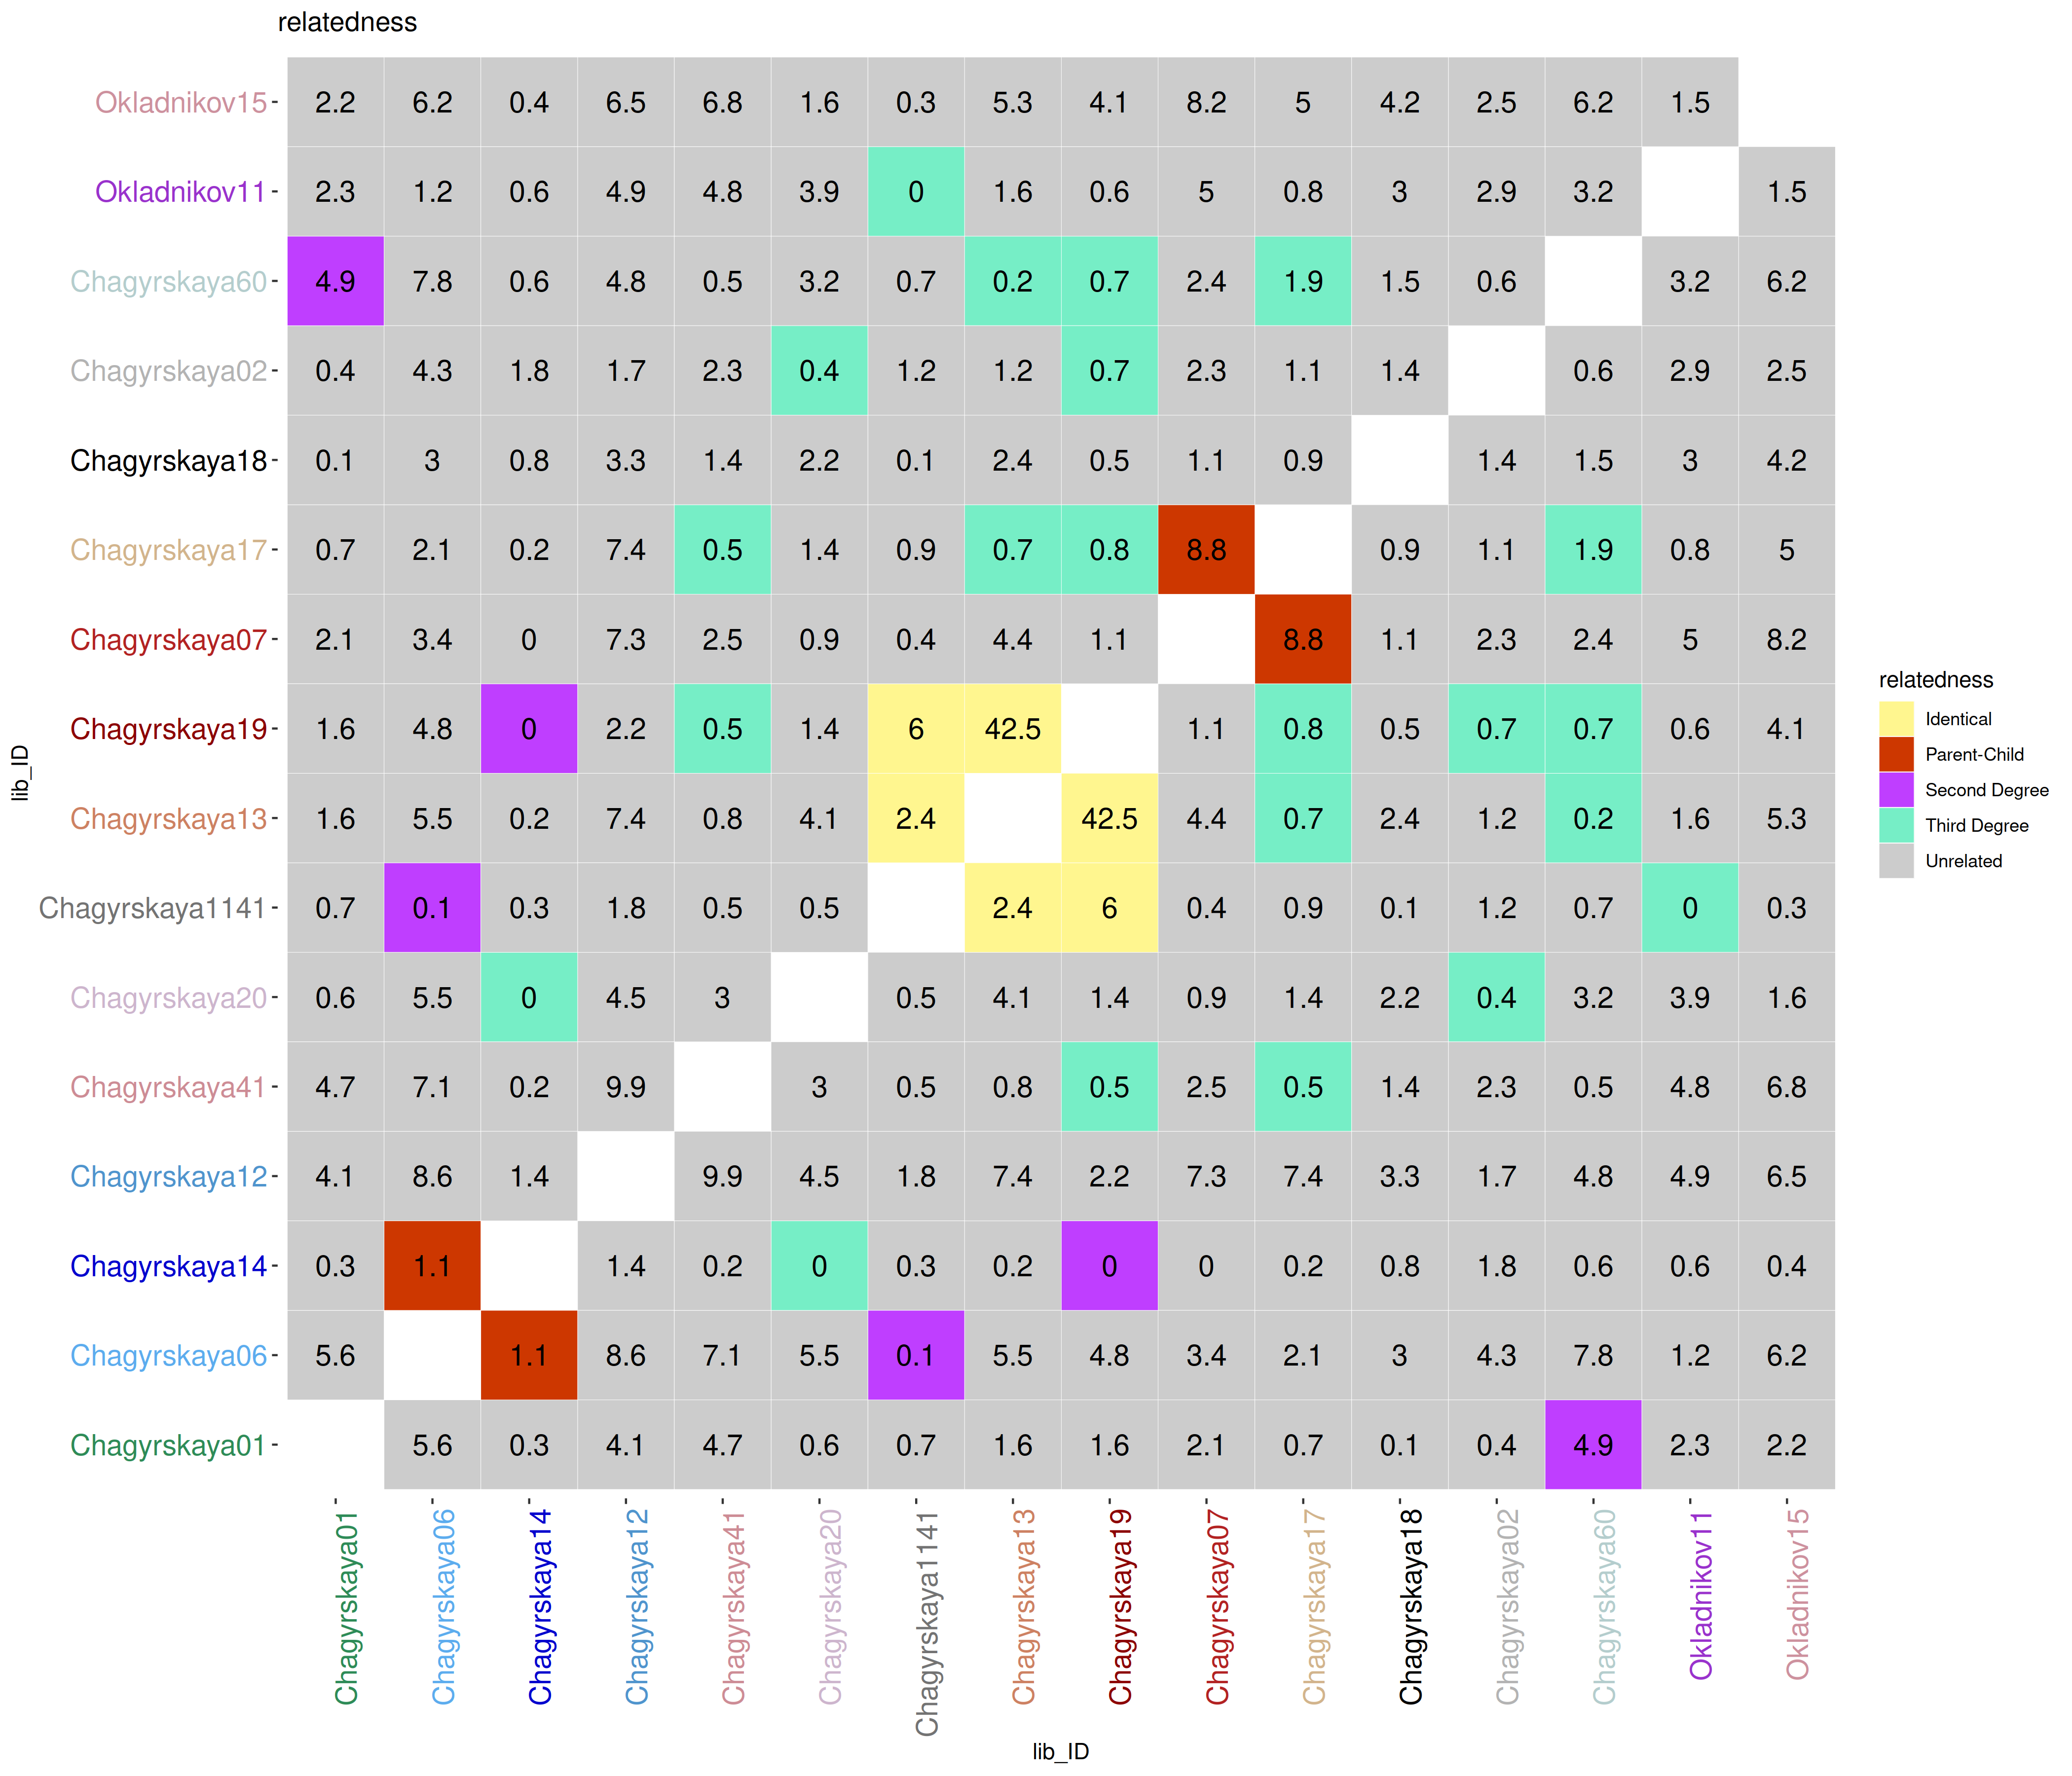 relatedness
Okladnikov15 2.2 6.2 0.4 6.5 6.8 1.6 0.3 5.3 4.1 8.2 5 4.2 2.5 6.2 1.5
Okladnikov11 2.3 1.2 0.6 4.9 4.8 3.9 0 1.6 0.6 5 0.8 3 2.9 3.2 1.5
Chagyrskaya60 4.9 7.8 0.6 4.8 0.5 3.2 0.7 0.2 0.7 2.4 1.9 1.5 0.6 3.2 6.2
Chagyrskaya02 0.4 4.3 1.8 1.7 2.3 0.4 1.2 1.2 0.7 2.3 1.1 1.4 0.6 2.9 2.5
Chagyrskaya18 0.1 3 0.8 3.3 1.4 2.2 0.1 2.4 0.5 1.1 0.9 1.4 1.5 3 4.2
Chagyrskaya17 0.7 2.1 0.2 7.4 0.5 1.4 0.9 0.7 0.8 8.8 0.9 1.1 1.9 0.8 5
Chagyrskaya07 2.1 3.4 0 7.3 2.5 0.9 0.4 4.4 1.1 8.8 1.1 2.3 2.4 5 8.2
Chagyrskaya19 1.6 4.8 0 2.2 0.5 1.4 6 42.5 1.1 0.8 0.5 0.7 0.7 0.6 4.1
Chagyrskaya13 1.6 5.5 0.2 7.4 0.8 4.1 2.4 42.5 4.4 0.7 2.4 1.2 0.2 1.6 5.3
Chagyrskaya1141 0.7 0.1 0.3 1.8 0.5 0.5 2.4 6 0.4 0.9 0.1 1.2 0.7 0 0.3
Chagyrskaya20 0.6 5.5 0 4.5 3 0.5 4.1 1.4 0.9 1.4 2.2 0.4 3.2 3.9 1.6
Chagyrskaya41 4.7 7.1 0.2 9.9 3 0.5 0.8 0.5 2.5 0.5 1.4 2.3 0.5 4.8 6.8
Chagyrskaya12 4.1 8.6 1.4 9.9 4.5 1.8 7.4 2.2 7.3 7.4 3.3 1.7 4.8 4.9 6.5
Chagyrskaya14 0.3 1.1 1.4 0.2 0 0.3 0.2 0 0 0.2 0.8 1.8 0.6 0.6 0.4
Chagyrskaya06 5.6 1.1 8.6 7.1 5.5 0.1 5.5 4.8 3.4 2.1 3 4.3 7.8 1.2 6.2
Chagyrskaya01 5.6 0.3 4.1 4.7 0.6 0.7 1.6 1.6 2.1 0.7 0.1 0.4 4.9 2.3 2.2
Chagyrskaya01
Chagyrskaya06
Chagyrskaya14
Chagyrskaya12
Chagyrskaya41
Chagyrskaya20
Chagyrskaya1141
Chagyrskaya13
Chagyrskaya19
Chagyrskaya07
Chagyrskaya17
Chagyrskaya18
Chagyrskaya02
Chagyrskaya60
Okladnikov11
Okladnikov15
lib_ID
lib_ID
relatedness
Identical
Parent-Child
Second Degree
Third Degree
Unrelated